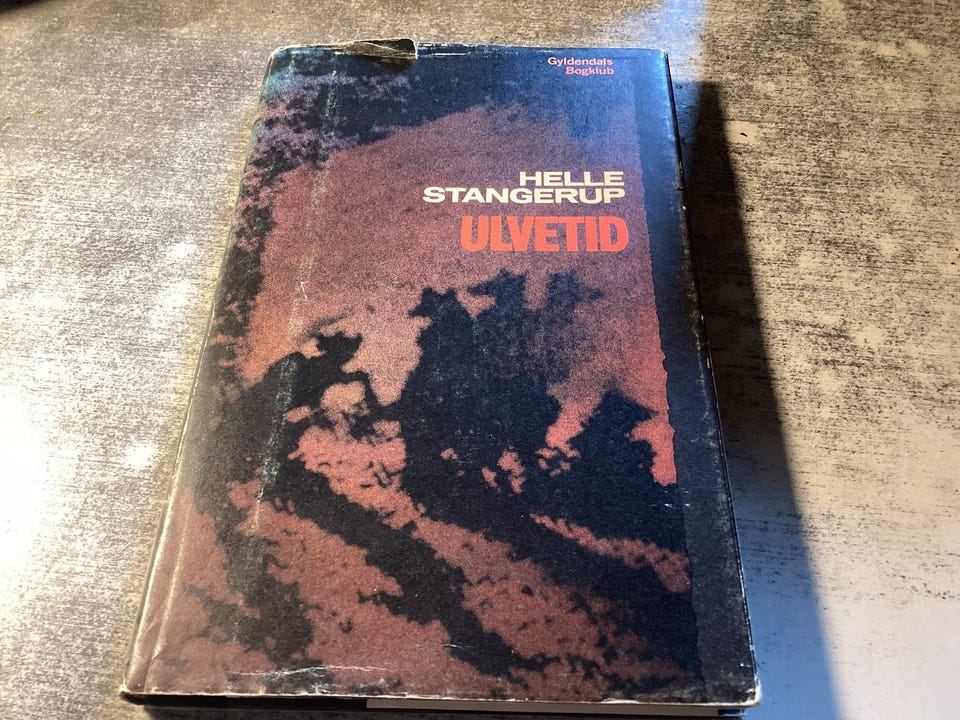 Gyldendals
Bogklub
HELLE
STANGERUP
ULVETID